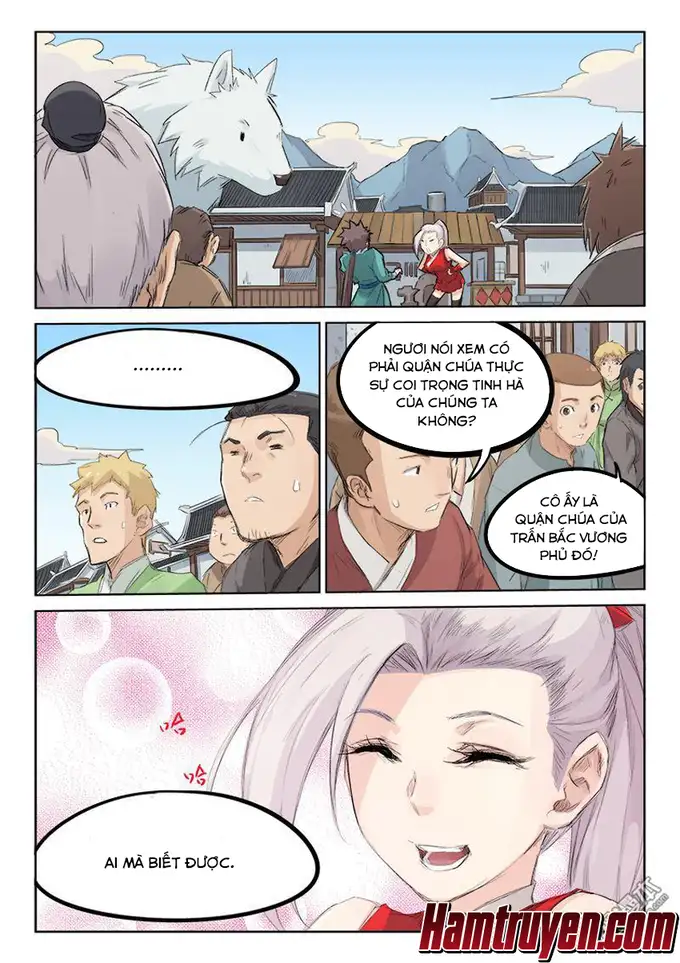 .........
NGƯƠI NÓI XEM CÓ
PHẢI QUẬN CHÚA THỰC
SỰ COI TRỌNG TINH HÀ
CỦA CHÚNG TA
KHÔNG?
CÔ ẤY LÀ
QUẬN CHÚA CỦA
TRẤN BẮC VƯƠNG
PHỦ ĐÓ!
哈
哈
AI MÀ BIẾT ĐƯỢC.
Hamtruyen.com